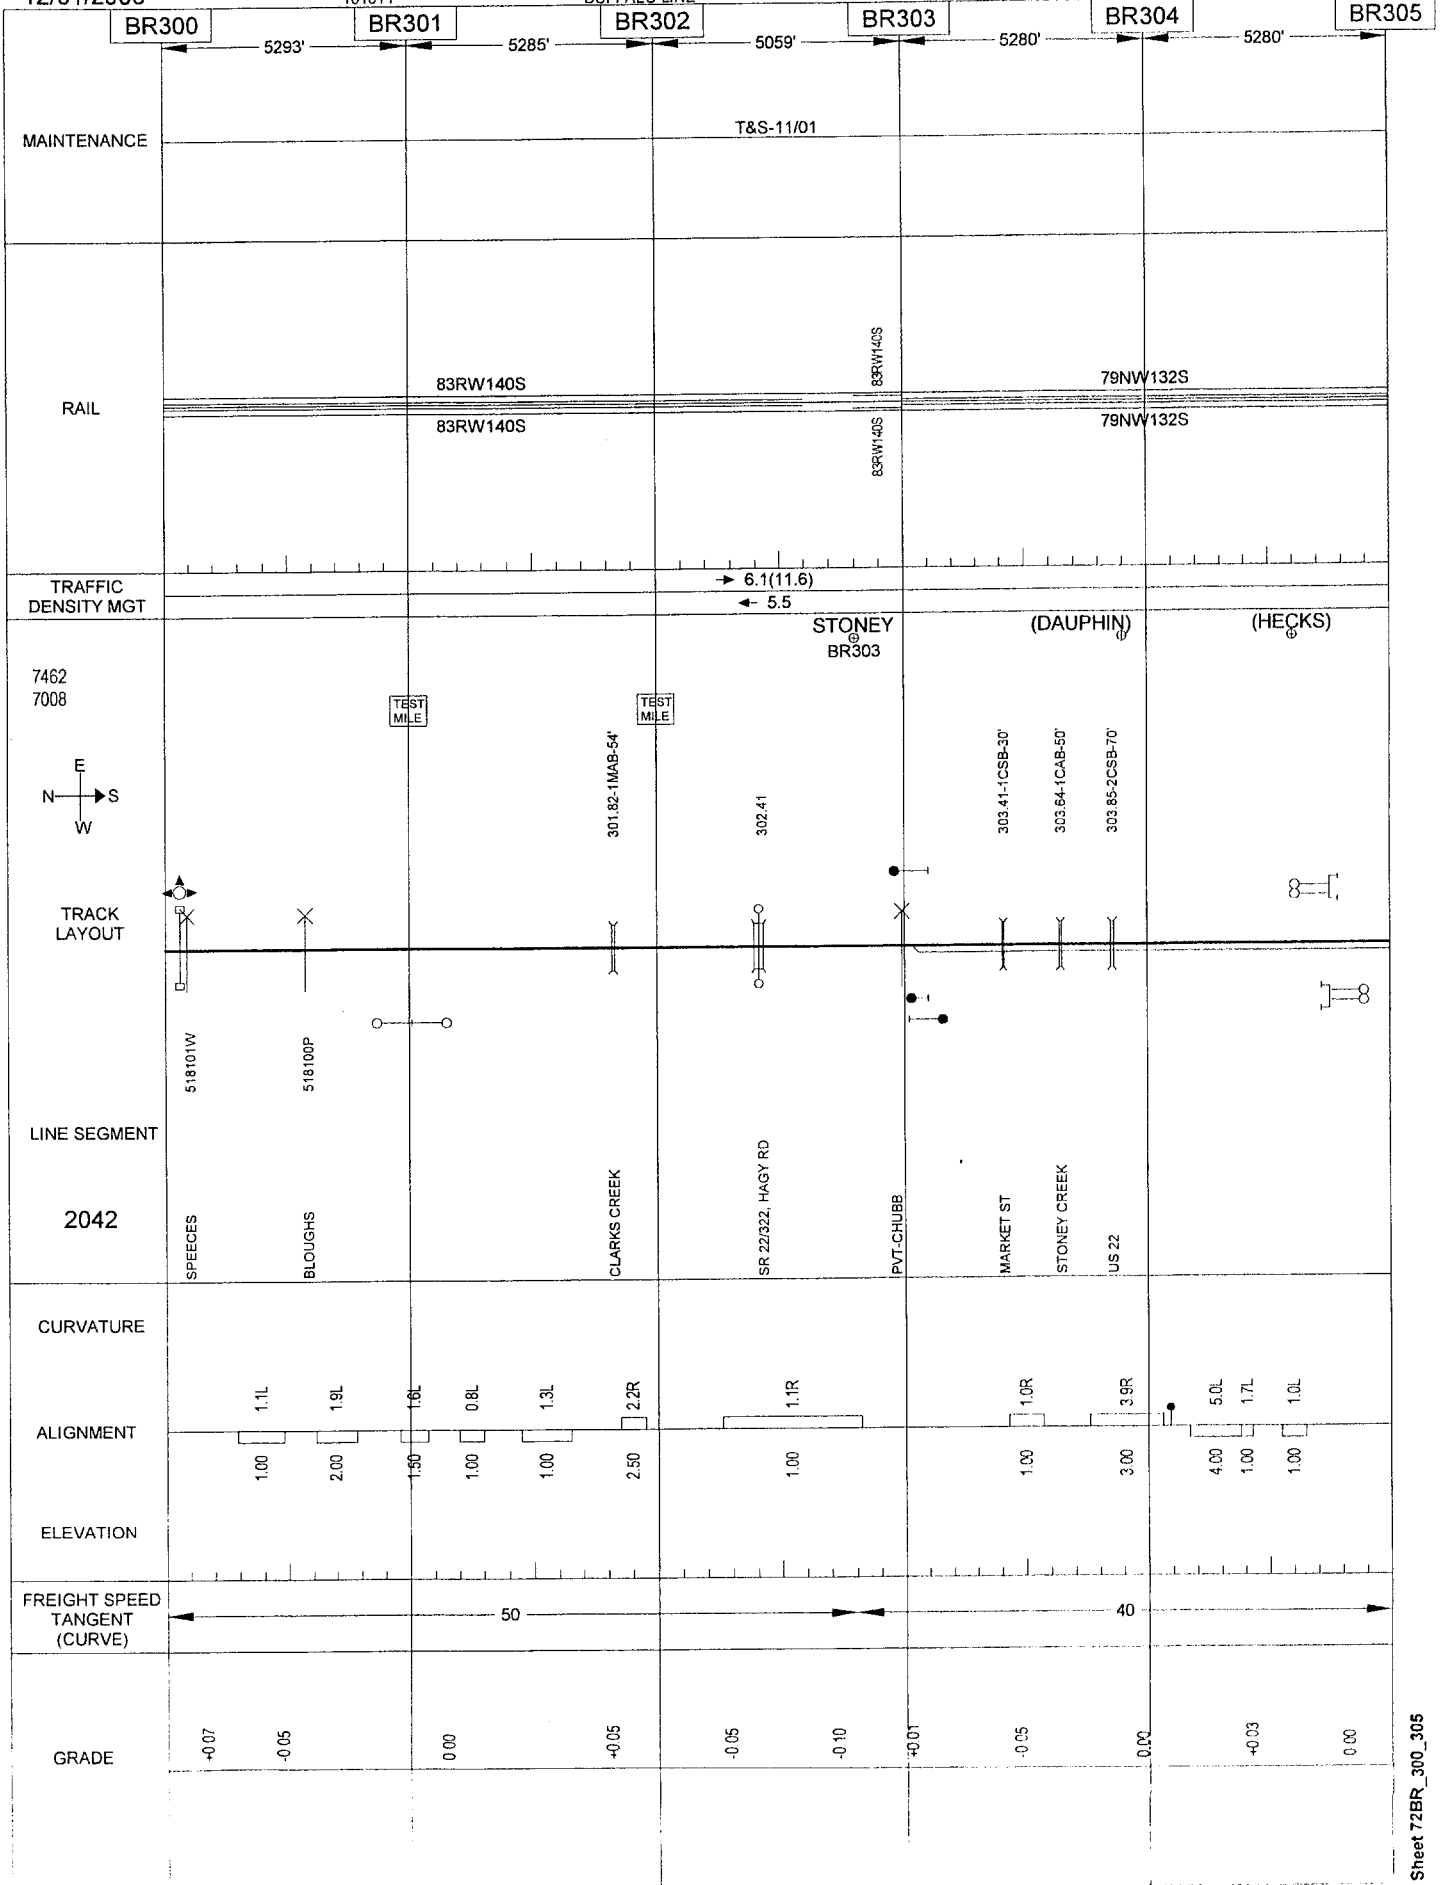 BR300 BR301 BR302 BR303 BR304 BR305
5293' 5285' 5059' 5280' 5280'
MAINTENANCE
T&S-11/01
RAIL
83RW140S
83RW140S
83RW140S
83RW140S
79NW132S
79NW132S
TRAFFIC
DENSITY MGT
6.1(11.6)
5.5
STONEY
BR303
(DAUPHIN)
(HECKS)
7462
7008
TEST
MILE
TEST
MILE
E
N S
W
301.82-1MAB-54'
302.41
303.41-1CSB-30'
303.64-1CAB-50'
303.85-2CSB-70'
TRACK
LAYOUT
518101W
518100P
LINE SEGMENT
2042
SPEECES
BLOUGHS
CLARKS CREEK
SR 22/322, HAGY RD
PVT-CHUBB
MARKET ST
STONEY CREEK
US 22
CURVATURE
1.1L 1.9L 1.6L 0.8L 1.3L 2.2R 1.1R 1.0R 3.9R 5.0L 1.7L 1.0L
ALIGNMENT
1.00 2.00 1.50 1.00 1.00 2.50 1.00 1.00 3.00 4.00 1.00 1.00
ELEVATION
FREIGHT SPEED
TANGENT
(CURVE)
50 40
GRADE
+0.07 -0.05 0.00 +0.05 -0.05 -0.10 +0.01 -0.05 0.00 +0.03 0.00
Sheet 72BR_300_305